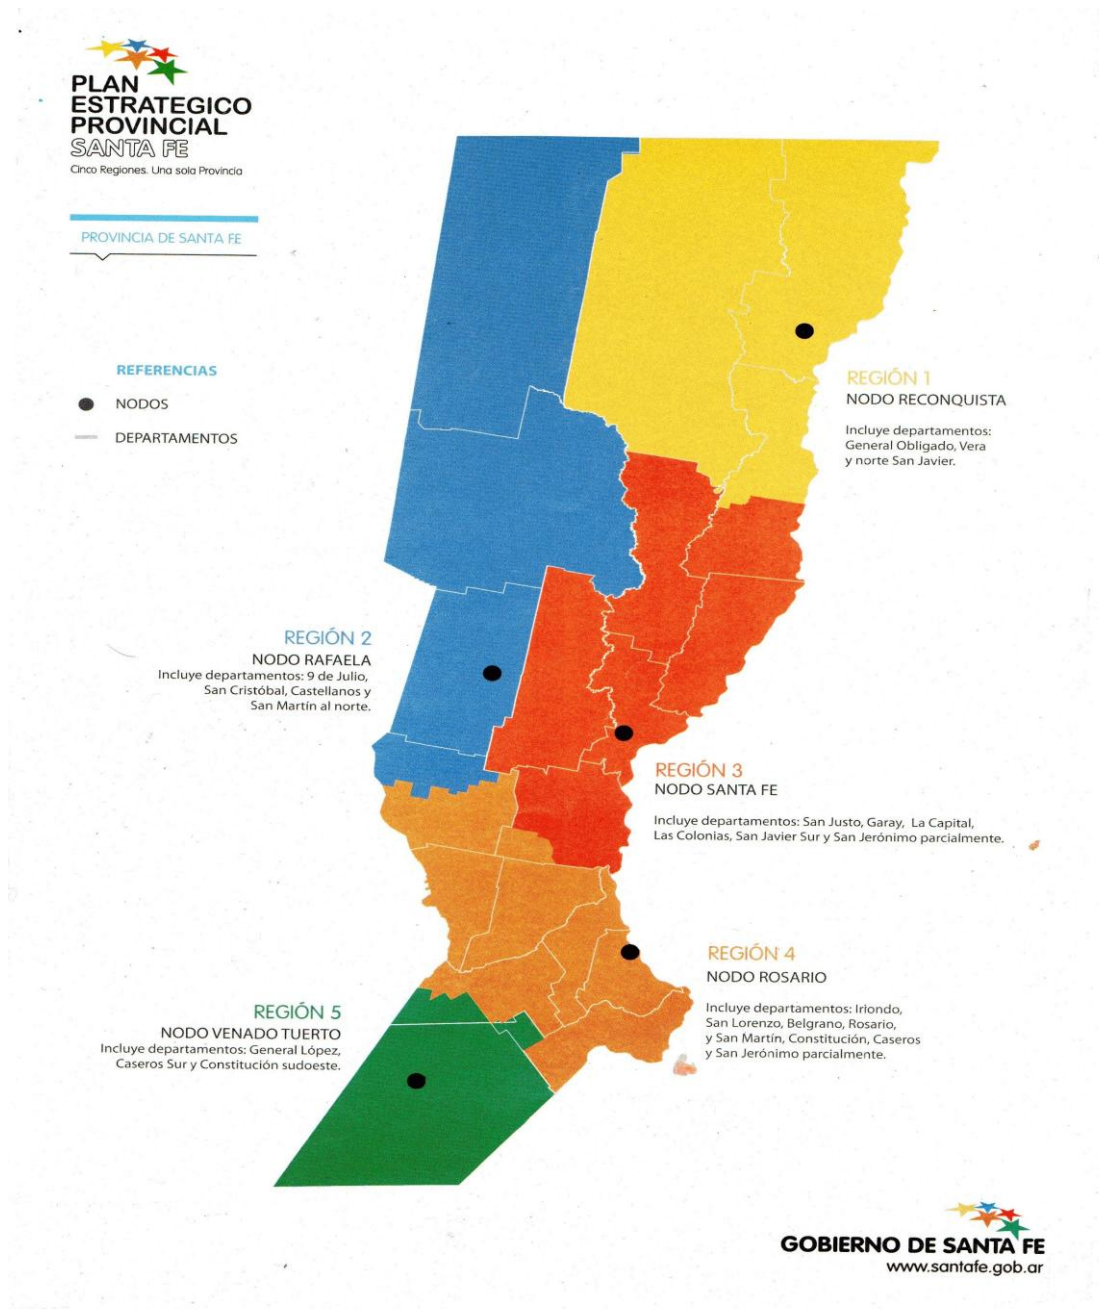 PLAN
ESTRATEGICO
PROVINCIAL
SANTA FE
Cinco Regiones. Una sola Provincia
PROVINCIA DE SANTA FE
REFERENCIAS
NODOS
DEPARTAMENTOS
REGIÓN 1
NODO RECONQUISTA
Incluye departamentos:
General Obligado, Vera
y norte San Javier.
REGIÓN 2
NODO RAFAELA
Incluye departamentos: 9 de Julio,
San Cristóbal, Castellanos y
San Martín al norte.
REGIÓN 3
NODO SANTA FE
Incluye departamentos: San Justo, Garay, La Capital,
Las Colonias, San Javier Sur y San Jerónimo parcialmente.
REGIÓN 4
NODO ROSARIO
Incluye departamentos: Iriondo,
San Lorenzo, Belgrano, Rosario,
y San Martín, Constitución, Caseros
y San Jerónimo parcialmente.
REGIÓN 5
NODO VENADO TUERTO
Incluye departamentos: General López,
Caseros Sur y Constitución sudoeste.
GOBIERNO DE SANTA FE
www.santafe.gob.ar